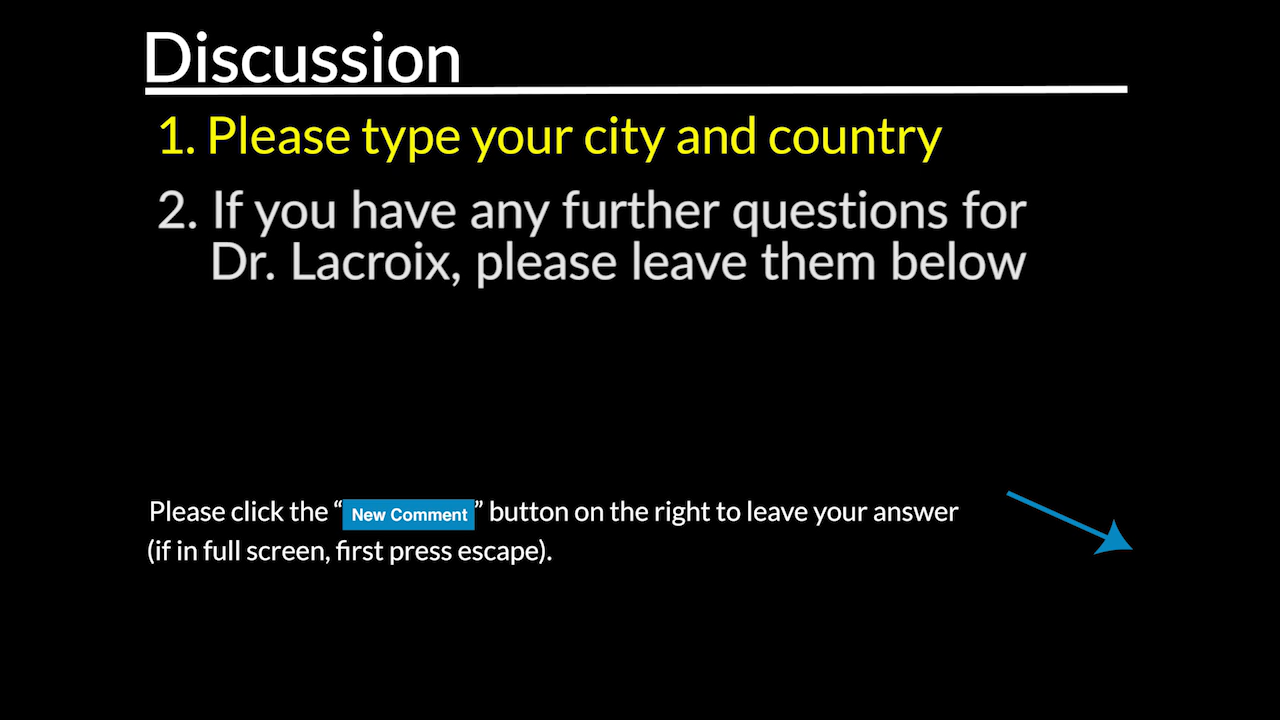 Discussion
1. Please type your city and country
2. If you have any further questions for
Dr. Lacroix, please leave them below
Please click the “New Comment” button on the right to leave your answer
(if in full screen, first press escape).